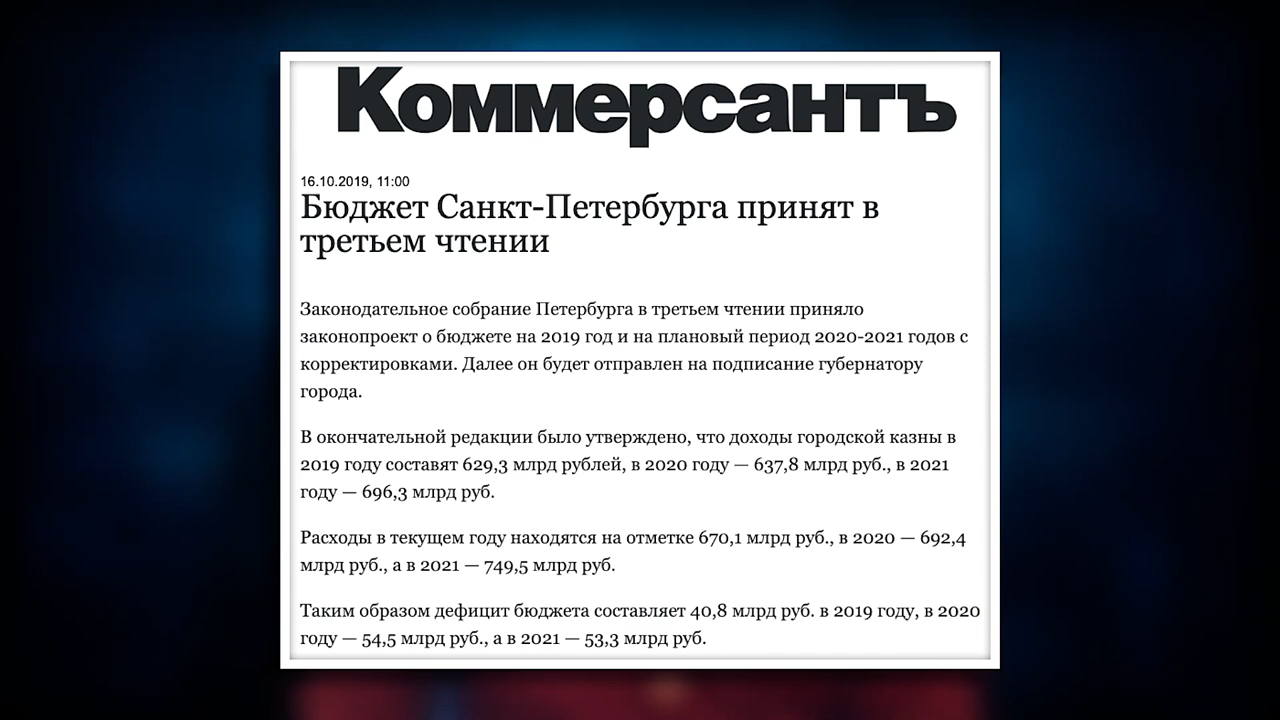 Коммерсантъ
16.10.2019, 11:00
Бюджет Санкт-Петербурга принят в
третьем чтении
Законодательное собрание Петербурга в третьем чтении приняло
законопроект о бюджете на 2019 год и на плановый период 2020-2021 годов с
корректировками. Далее он будет отправлен на подписание губернатору
города.
В окончательной редакции было утверждено, что доходы городской казны в
2019 году составят 629,3 млрд рублей, в 2020 году — 637,8 млрд руб., в 2021
году — 696,3 млрд руб.
Расходы в текущем году находятся на отметке 670,1 млрд руб., в 2020 — 692,4
млрд руб., а в 2021 — 749,5 млрд руб.
Таким образом дефицит бюджета составляет 40,8 млрд руб. в 2019 году, в 2020
году — 54,5 млрд руб., а в 2021 — 53,3 млрд руб.